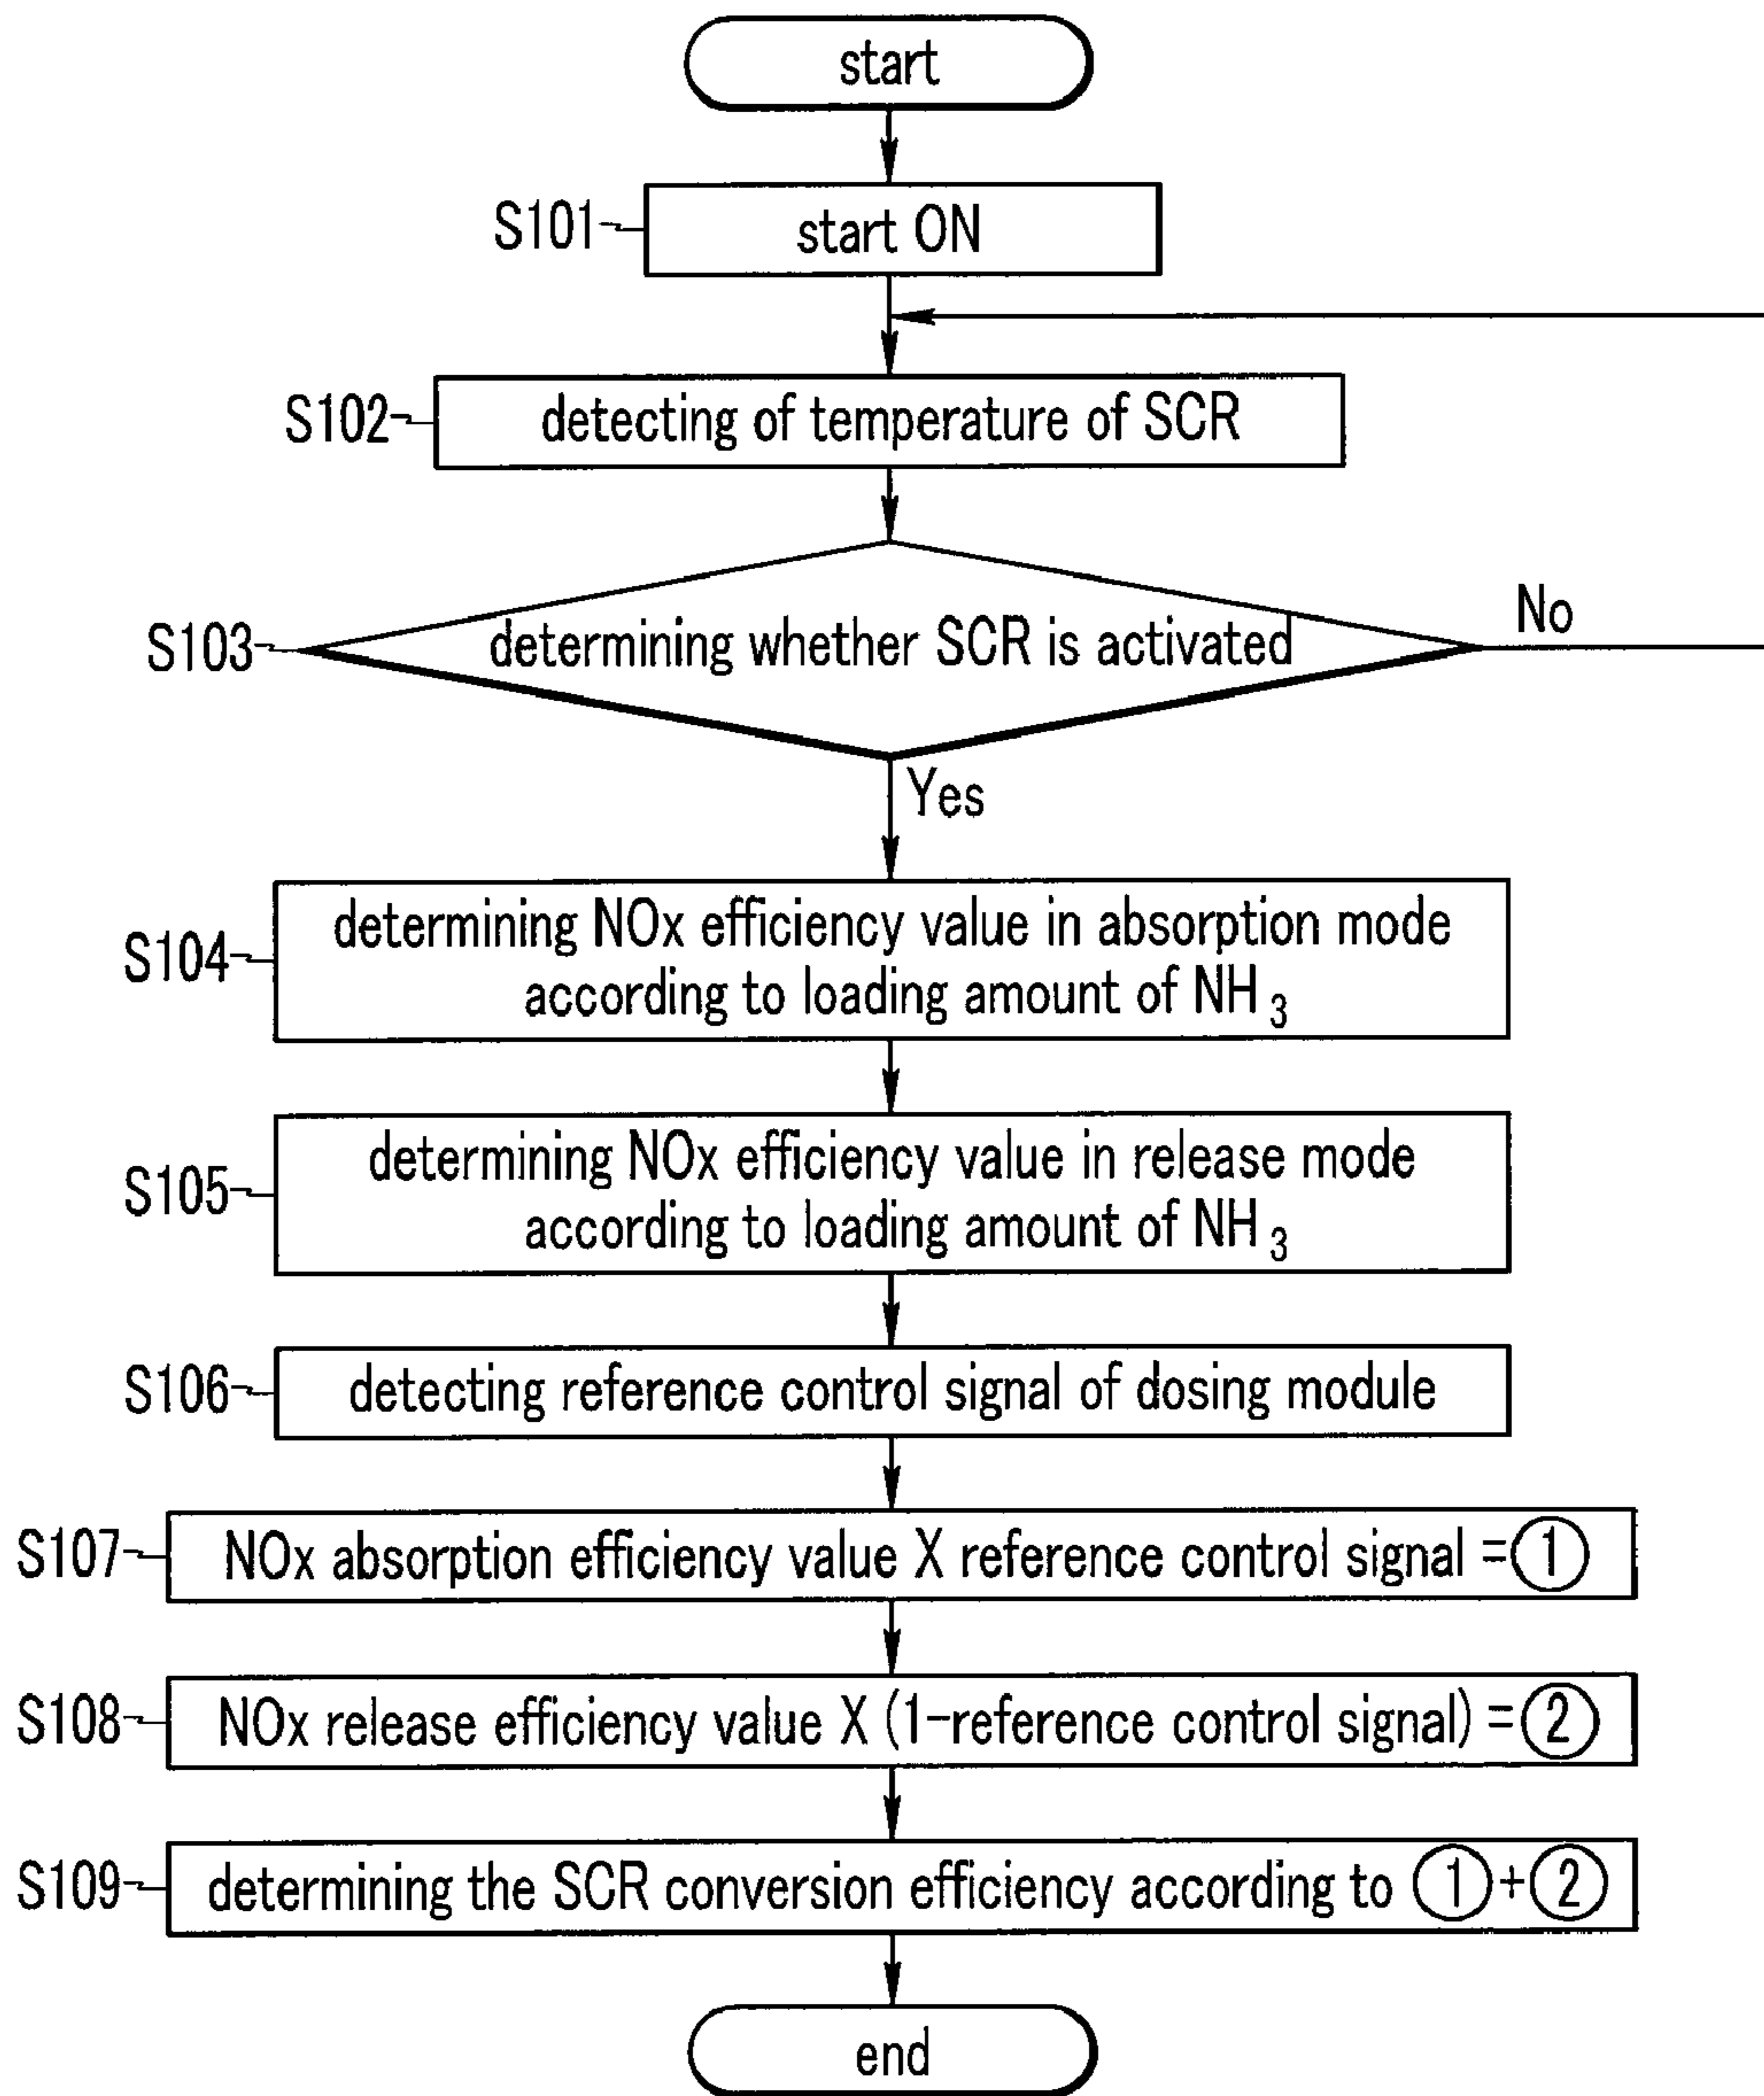 start
S101
start ON
S102
detecting of temperature of SCR
S103
determining whether SCR is activated
No
Yes
S104
determining NOx efficiency value in absorption mode
according to loading amount of NH3
S105
determining NOx efficiency value in release mode
according to loading amount of NH3
S106
detecting reference control signal of dosing module
S107
NOx absorption efficiency value X reference control signal =①
S108
NOx release efficiency value X (1-reference control signal) =②
S109
determining the SCR conversion efficiency according to ①+②
end